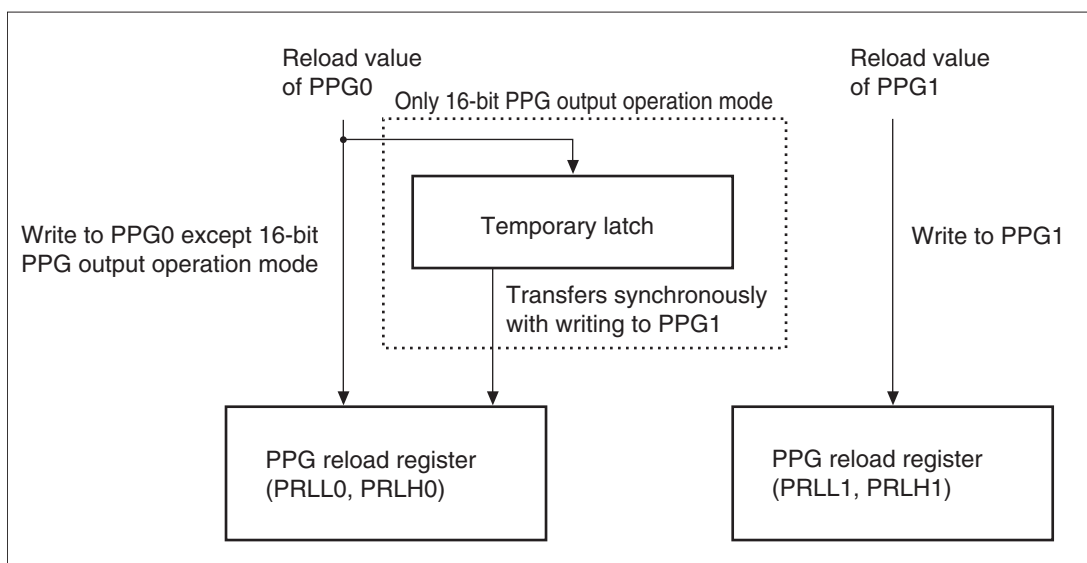 Reload value
of PPG0
Reload value
of PPG1
Only 16-bit PPG output operation mode
Temporary latch
Write to PPG0 except 16-bit
PPG output operation mode
Write to PPG1
Transfers synchronously
with writing to PPG1
PPG reload register
(PRLL0, PRLH0)
PPG reload register
(PRLL1, PRLH1)